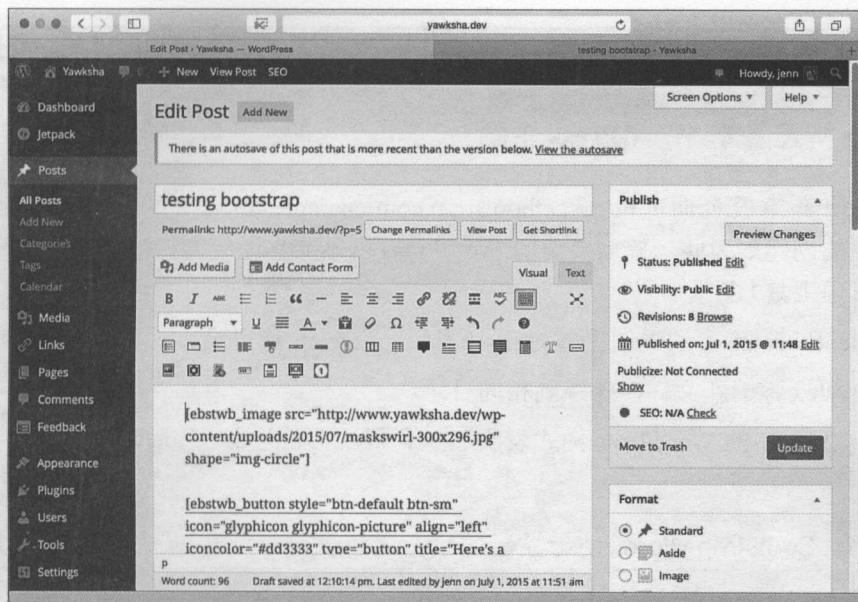 yawksha.dev
Edit Post › Yawksha — WordPress
testing bootstrap - Yawksha
Yawksha
New View Post SEO
Howdy, jenn
Dashboard
Jetpack
Posts
All Posts
Add New
Categories
Tags
Calendar
Media
Links
Pages
Comments
Feedback
Appearance
Plugins
Users
Tools
Settings
Screen Options
Help
Edit Post Add New
There is an autosave of this post that is more recent than the version below. View the autosave
testing bootstrap
Permalink: http://www.yawksha.dev/?p=5 Change Permalinks View Post Get Shortlink
Add Media Add Contact Form
Visual Text
B I ABC
Paragraph U A Ω
[ebstwb_image src="http://www.yawksha.dev/wp-
content/uploads/2015/07/maskswirl-300x296.jpg"
shape="img-circle"]
[ebstwb_button style="btn-default btn-sm"
icon="glyphicon glyphicon-picture" align="left"
iconcolor="#dd3333" type="button" title="Here's a
P
Word count: 96 Draft saved at 12:10:14 pm. Last edited by jenn on July 1, 2015 at 11:51 am
Publish
Preview Changes
Status: Published Edit
Visibility: Public Edit
Revisions: 8 Browse
Published on: Jul 1, 2015 @ 11:48 Edit
Publicize: Not Connected
Show
SEO: N/A Check
Move to Trash Update
Format
Standard
Aside
Image